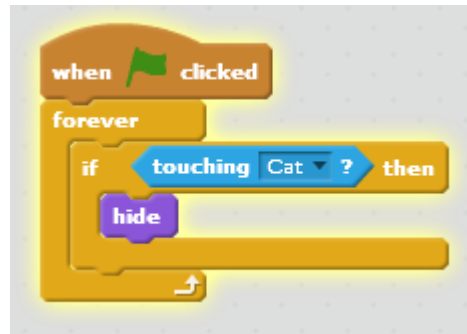 when clicked
forever
if touching Cat ? then
hide